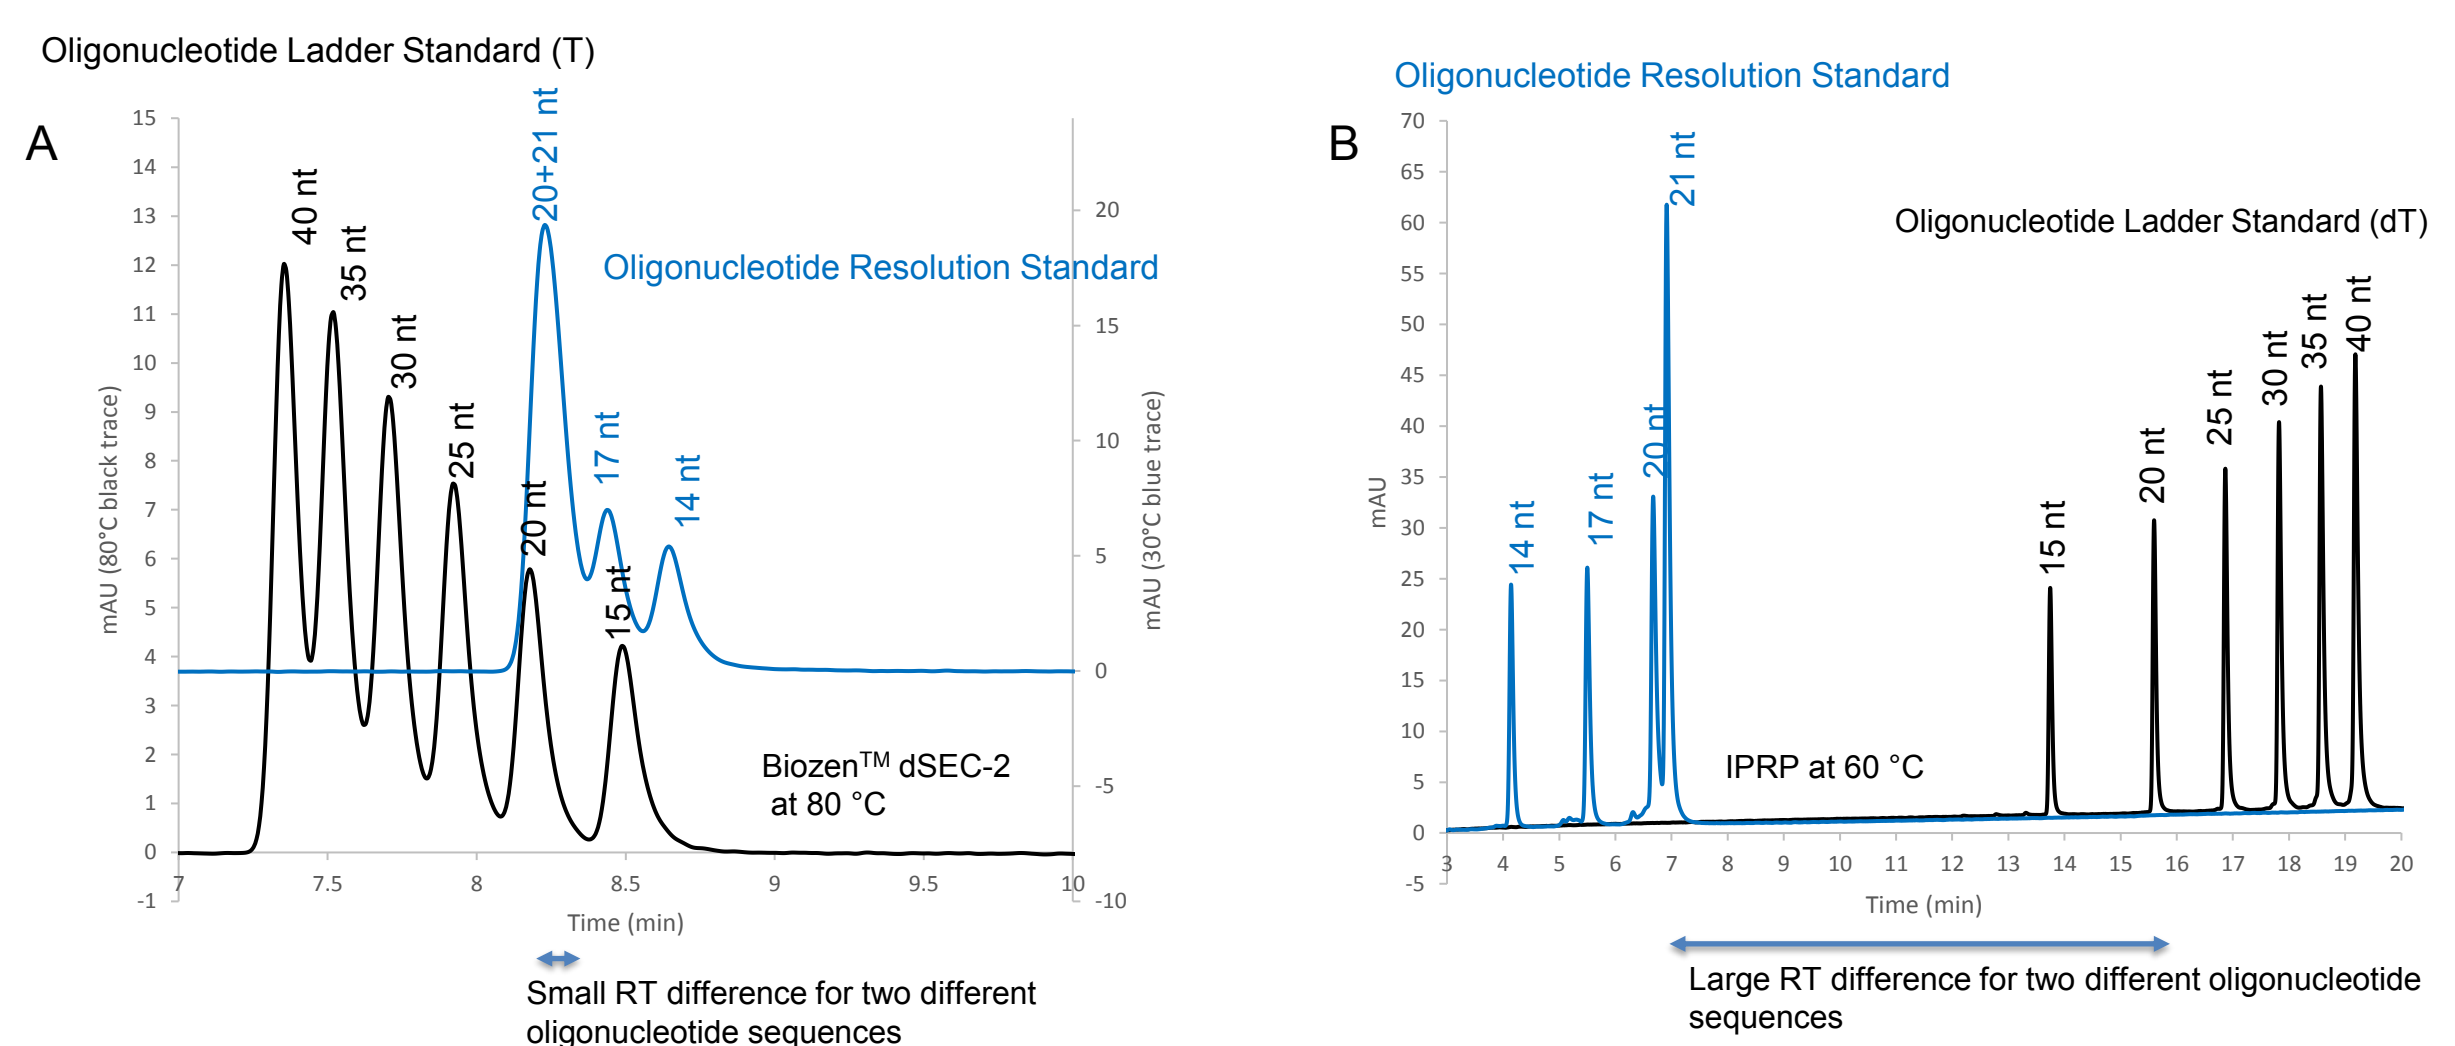 Oligonucleotide Ladder Standard (T)
A
15
14
13
12
11
10
9
8
7
6
5
4
3
2
1
0
-1
mAU (80°C black trace)
40 nt
35 nt
30 nt
25 nt
20 nt
15 nt
20+21 nt
17 nt
14 nt
Oligonucleotide Resolution Standard
20
15
10
5
0
-5
-10
mAU (30°C blue trace)
Biozen™ dSEC-2
at 80 °C
7
7.5
8
8.5
9
9.5
10
Time (min)
Small RT difference for two different
oligonucleotide sequences
Oligonucleotide Resolution Standard
B
70
65
60
55
50
45
40
35
30
25
20
15
10
5
0
-5
mAU
14 nt
17 nt
20 nt
21 nt
Oligonucleotide Ladder Standard (dT)
15 nt
20 nt
25 nt
30 nt
35 nt
40 nt
IPRP at 60 °C
3
4
5
6
7
8
9
10
11
12
13
14
15
16
17
18
19
20
Time (min)
Large RT difference for two different oligonucleotide
sequences